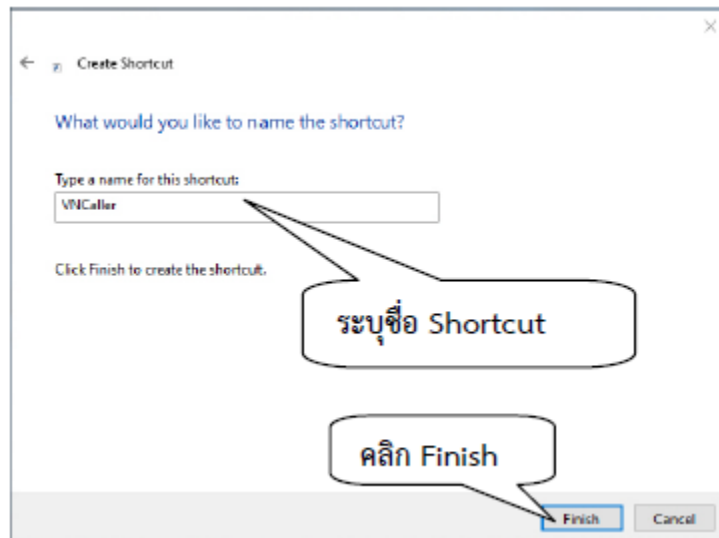 Create Shortcut
What would you like to name the shortcut?
Type a name for this shortcut:
VNCaller
Click Finish to create the shortcut.
ระบุชื่อ Shortcut
คลิก Finish
Finish
Cancel